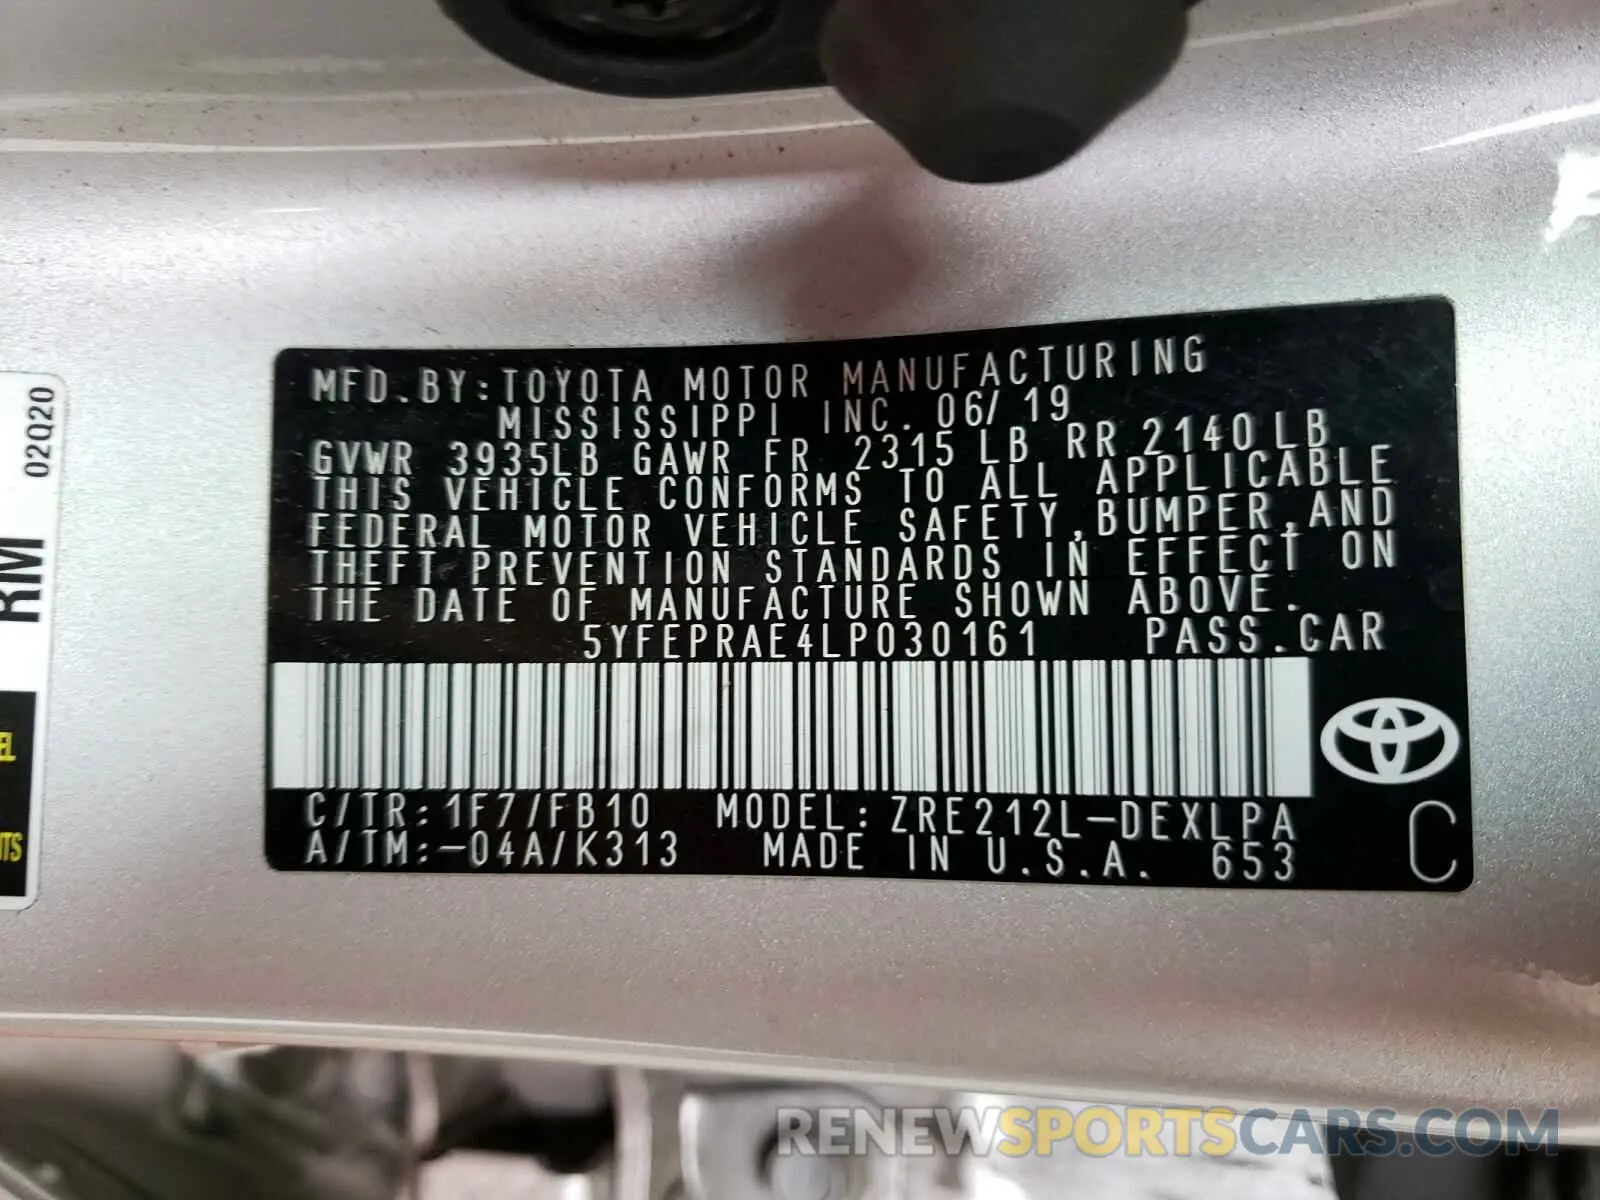 MFD.BY:TOYOTA MOTOR MANUFACTURING
MISSISSIPPI INC. 06/19
GVWR 3935LB GAWR FR 2315 LB RR 2140LB
THIS VEHICLE CONFORMS TO ALL APPLICABLE
FEDERAL MOTOR VEHICLE SAFETY,BUMPER,AND
THEFT PREVENTION STANDARDS IN EFFECT ON
THE DATE OF MANUFACTURE SHOWN ABOVE.
5YFEPRAE4LP030161 PASS.CAR
C/TR:1F7/FB10 MODEL:ZRE212L-DEXLPA
A/TM:-04A/K313 MADE IN U.S.A. 653
C
02Q20
RM
RENEWSPORTSCARS.COM